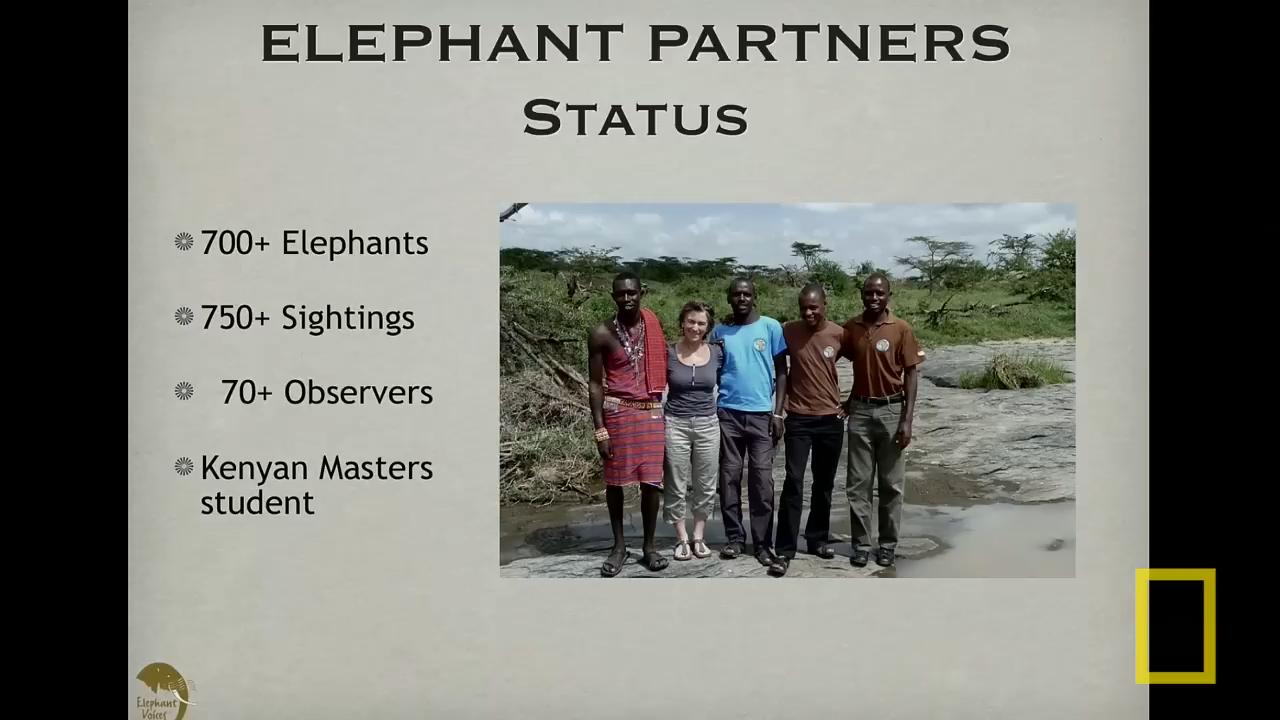 ELEPHANT PARTNERS
STATUS
700+ Elephants
750+ Sightings
70+ Observers
Kenyan Masters
student
Elephant
Voices